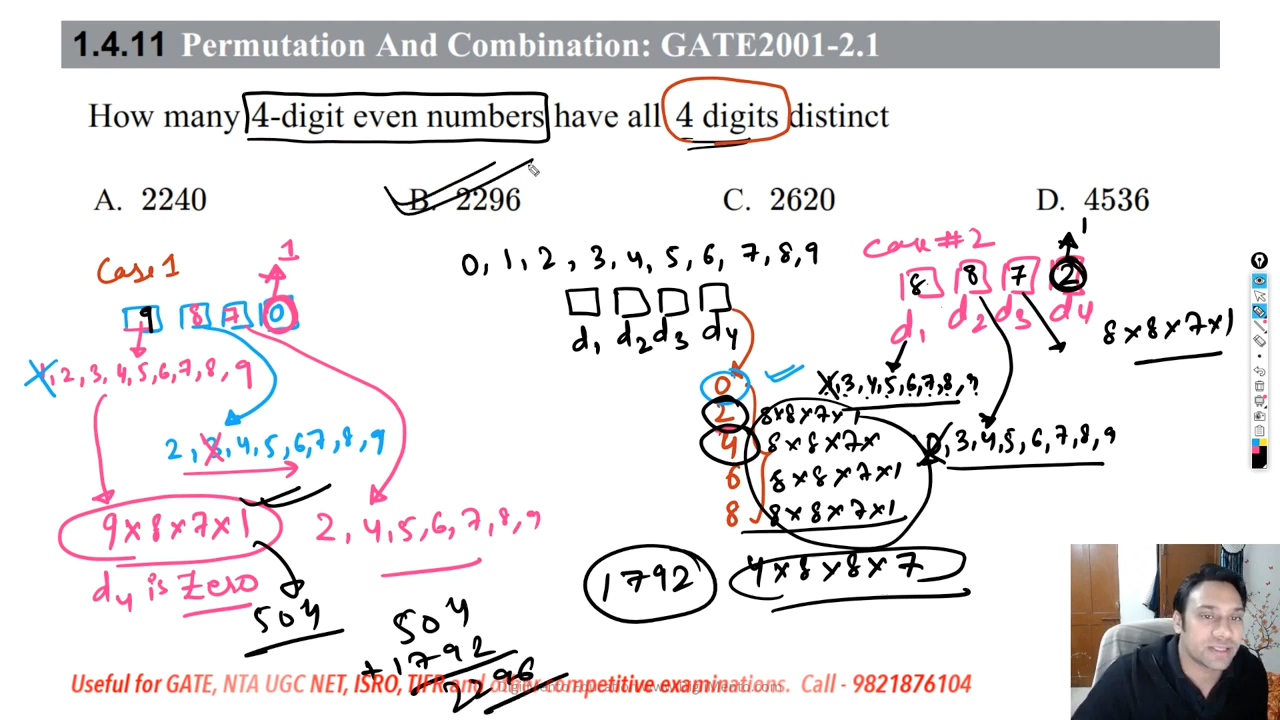 1.4.11 Permutation And Combination: GATE2001-2.1
How many 4-digit even numbers have all 4 digits distinct
A. 2240
B. 2296
C. 2620
D. 4536
Case 1
1
9 8 7 0
1, 2, 3, 4, 5, 6, 7, 8, 9
2, 3, 4, 5, 6, 7, 8, 9
9 x 8 x 7 x 1
2, 4, 5, 6, 7, 8, 9
d4 is Zero
504
504
+ 1792
2296
0, 1, 2, 3, 4, 5, 6, 7, 8, 9
d1 d2 d3 d4
0
2 8 x 8 x 7 x 1
4 8 x 8 x 7 x
6 8 x 8 x 7 x 1
8 8 x 8 x 7 x 1
1792 4 x 8 x 8 x 7
Case #2
1
8 8 7 2
d1 d2 d3 d4
8 x 8 x 7 x 1
1, 3, 4, 5, 6, 7, 8, 9
0, 3, 4, 5, 6, 7, 8, 9
Useful for GATE, NTA UGC NET, ISRO, TIFR and other competitive examinations. Call - 9821876104